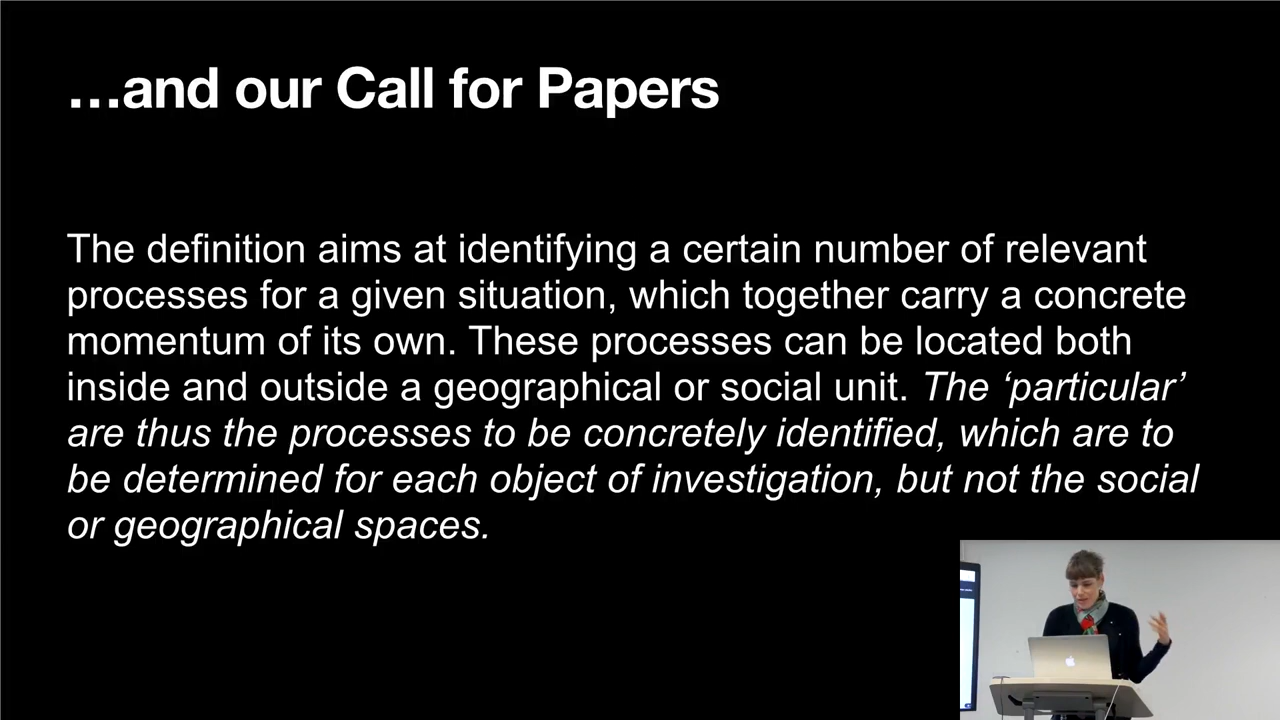 …and our Call for Papers
The definition aims at identifying a certain number of relevant
processes for a given situation, which together carry a concrete
momentum of its own. These processes can be located both
inside and outside a geographical or social unit. The ‘particular’
are thus the processes to be concretely identified, which are to
be determined for each object of investigation, but not the social
or geographical spaces.